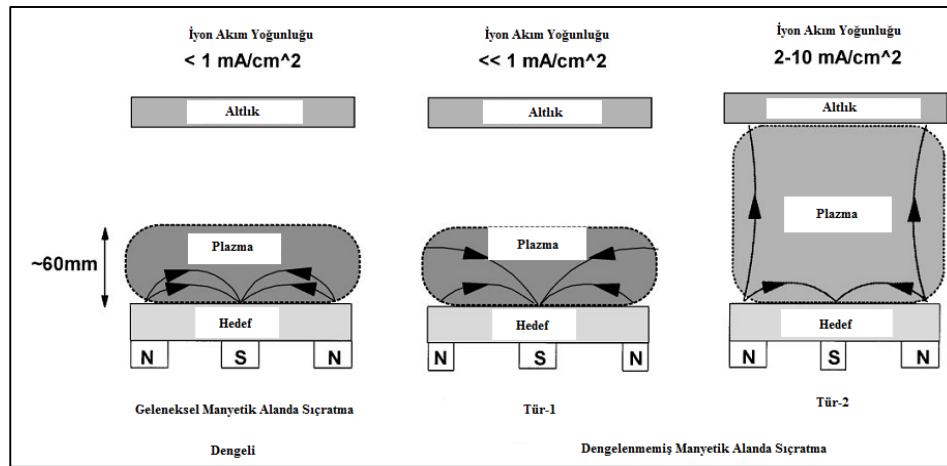 İyon Akım Yoğunluğu
< 1 mA/cm^2
Altlık
~60mm
Plazma
Hedef
N S N
Geleneksel Manyetik Alanda Sıçratma
Dengeli
İyon Akım Yoğunluğu
<< 1 mA/cm^2
Altlık
Plazma
Hedef
N S N
Tür-1
İyon Akım Yoğunluğu
2-10 mA/cm^2
Altlık
Plazma
Hedef
N S N
Tür-2
Dengelenmemiş Manyetik Alanda Sıçratma